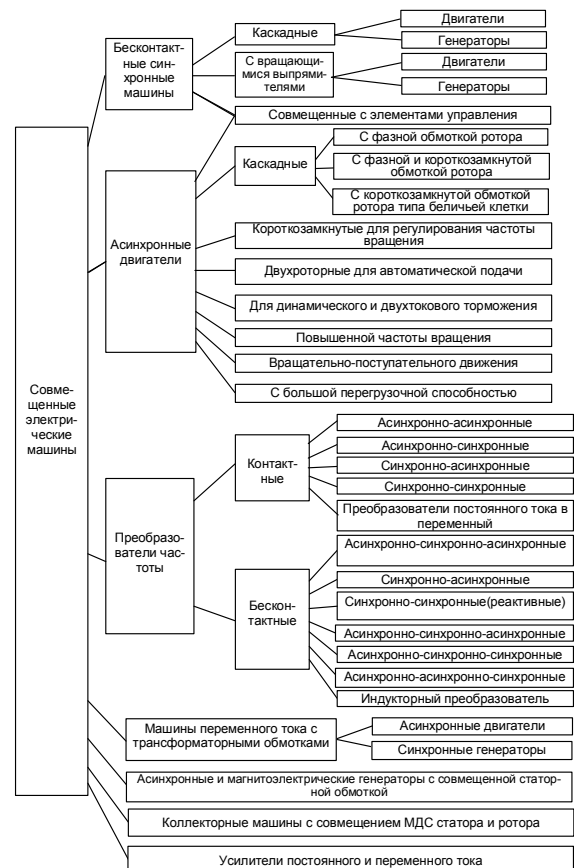 Двигатели
Каскадные
Генераторы
Бесконтакт-
ные син-
хронные
машины
С вращающи-
мися выпрями-
телями
Двигатели
Генераторы
Совмещенные с элементами управления
С фазной обмоткой ротора
Каскадные
С фазной и короткозамкнутой
обмоткой ротора
С короткозамкнутой обмоткой
ротора типа беличьей клетки
Асинхронные
двигатели
Короткозамкнутые для регулирования частоты
вращения
Двухроторные для автоматической подачи
Для динамического и двухтокового торможения
Повышенной частоты вращения
Вращательно-поступательного движения
С большой перегрузочной способностью
Совме-
щенные
электри-
ческие
машины
Асинхронно-асинхронные
Асинхронно-синхронные
Контакт-
ные
Синхронно-асинхронные
Синхронно-синхронные
Преобразователи постоянного тока в
переменный
Преобразо-
ватели час-
тоты
Асинхронно-синхронно-асинхронные
Синхронно-асинхронные
Бескон-
тактные
Синхронно-синхронные(реактивные)
Асинхронно-синхронно-асинхронные
Асинхронно-синхронно-синхронные
Асинхронно-асинхронно-синхронные
Индукторный преобразователь
Машины переменного тока с
трансформаторными обмотками
Асинхронные двигатели
Синхронные генераторы
Асинхронные и магнитоэлектрические генераторы с совмещенной статор-
ной обмоткой
Коллекторные машины с совмещением МДС статора и ротора
Усилители постоянного и переменного тока